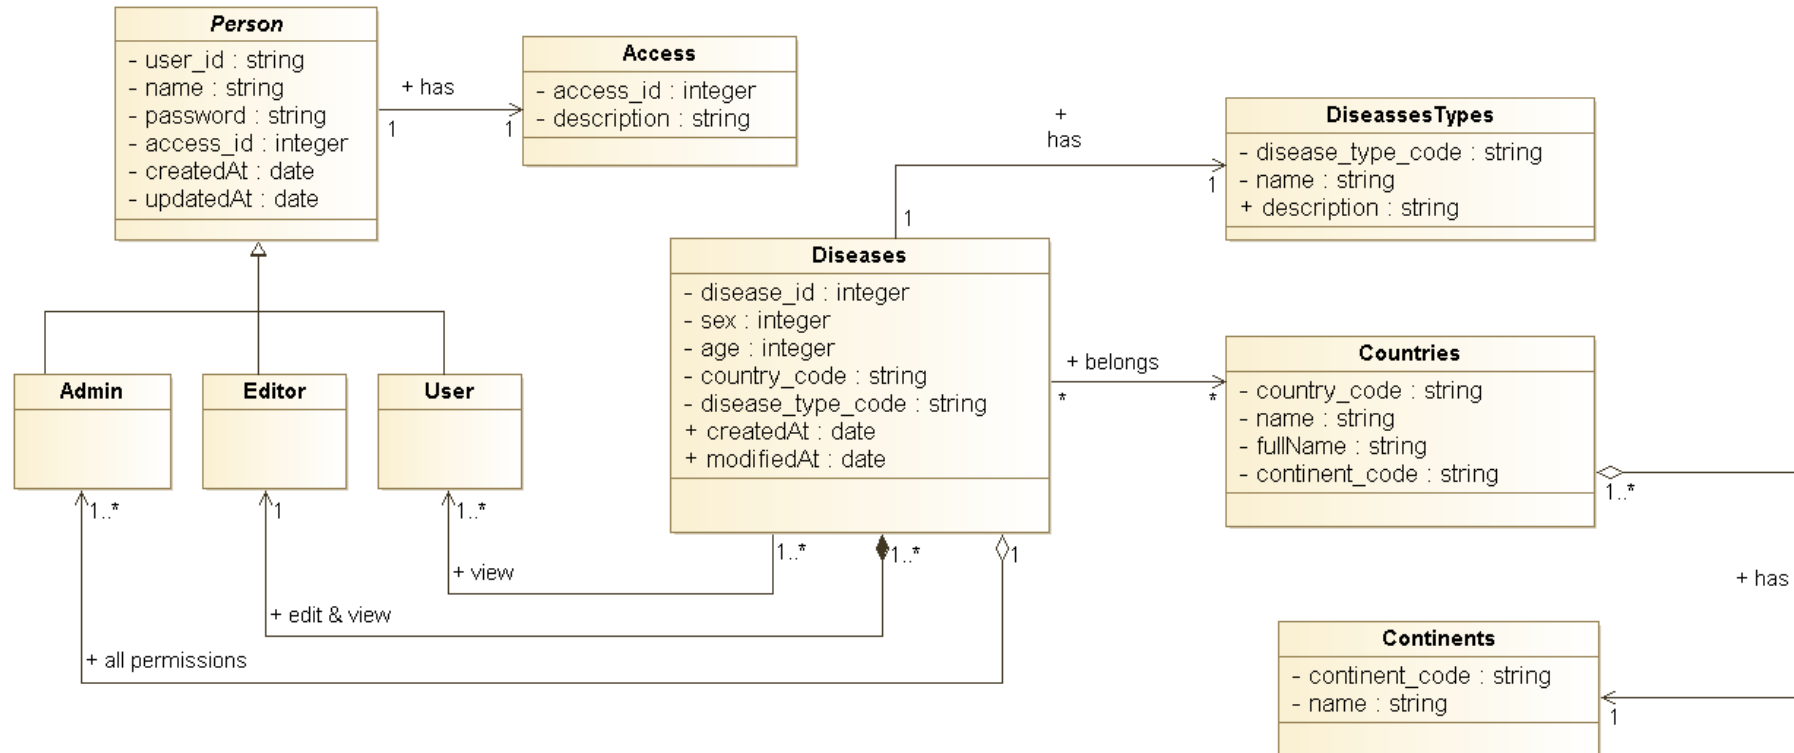 Person
- user_id : string
- name : string
- password : string
- access_id : integer
- createdAt : date
- updatedAt : date
+ has
1
1
Access
- access_id : integer
- description : string
+
has
1
1
DiseassesTypes
- disease_type_code : string
- name : string
+ description : string
Diseases
- disease_id : integer
- sex : integer
- age : integer
- country_code : string
- disease_type_code : string
+ createdAt : date
+ modifiedAt : date
+ belongs
*
*
Countries
- country_code : string
- name : string
- fullName : string
- continent_code : string
1..*
Admin
Editor
User
1..*
1
1..*
1..*
1..*
1
+ view
+ edit & view
+ all permissions
+ has
Continents
- continent_code : string
- name : string
1